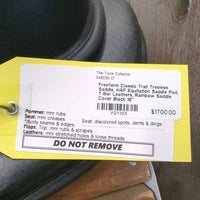 The Tack Collector
Freeform Classic Trail Treeless
Saddle, HAF Equitation Saddle Pad,
T-Bar Leathers, Rainbow Saddle
Cover Black 18"
$1700.00
Pommel: mnr rubs
Seat: mnr creases
*dusty seams & edges
Seat: discolored spots, dents & dings
Flaps: Top: mnr rubs & scrapes
Leathers: mnr stretched holes & loose threads
DO NOT REMOVE